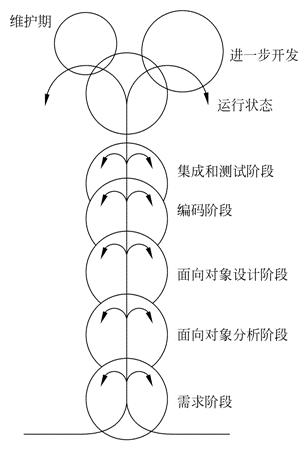 维护期
进一步开发
运行状态
集成和测试阶段
编码阶段
面向对象设计阶段
面向对象分析阶段
需求阶段